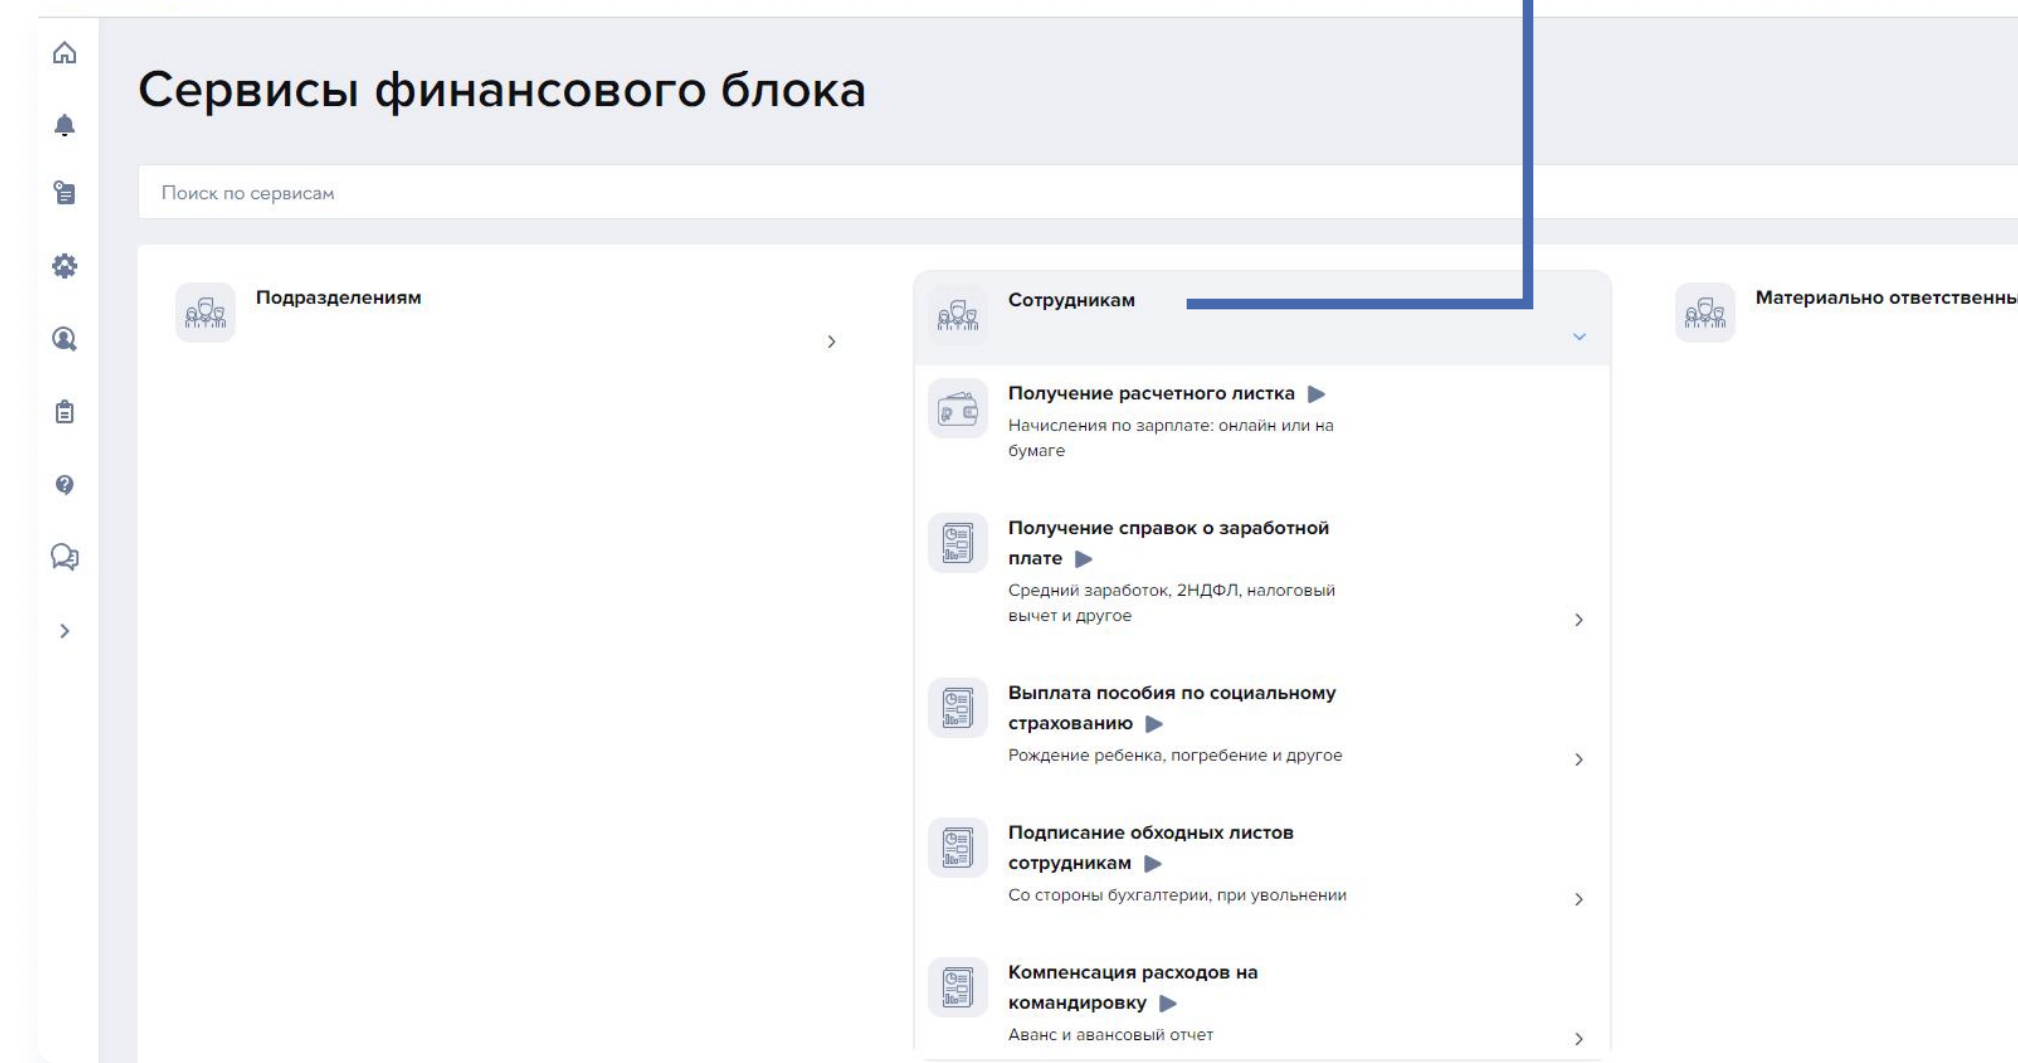 Сервисы финансового блока
Поиск по сервисам
Подразделениям
Сотрудникам
Получение расчетного листка
Начисления по зарплате: онлайн или на
бумаге
Получение справок о заработной
плате
Средний заработок, 2НДФЛ, налоговый
вычет и другое
Выплата пособия по социальному
страхованию
Рождение ребенка, погребение и другое
Подписание обходных листов
сотрудникам
Со стороны бухгалтерии, при увольнении
Компенсация расходов на
командировку
Аванс и авансовый отчет
Материально ответственны